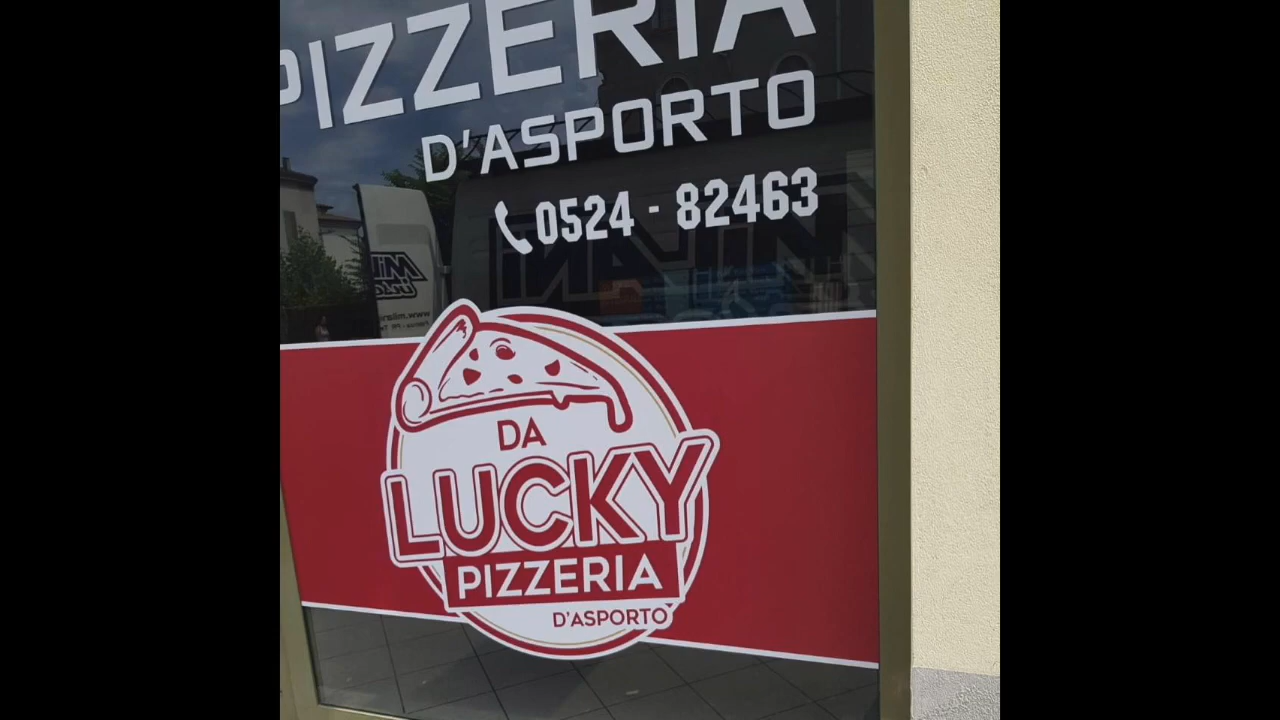 PIZZERIA
D'ASPORTO
0524 - 82463
DA
LUCKY
PIZZERIA
D'ASPORTO